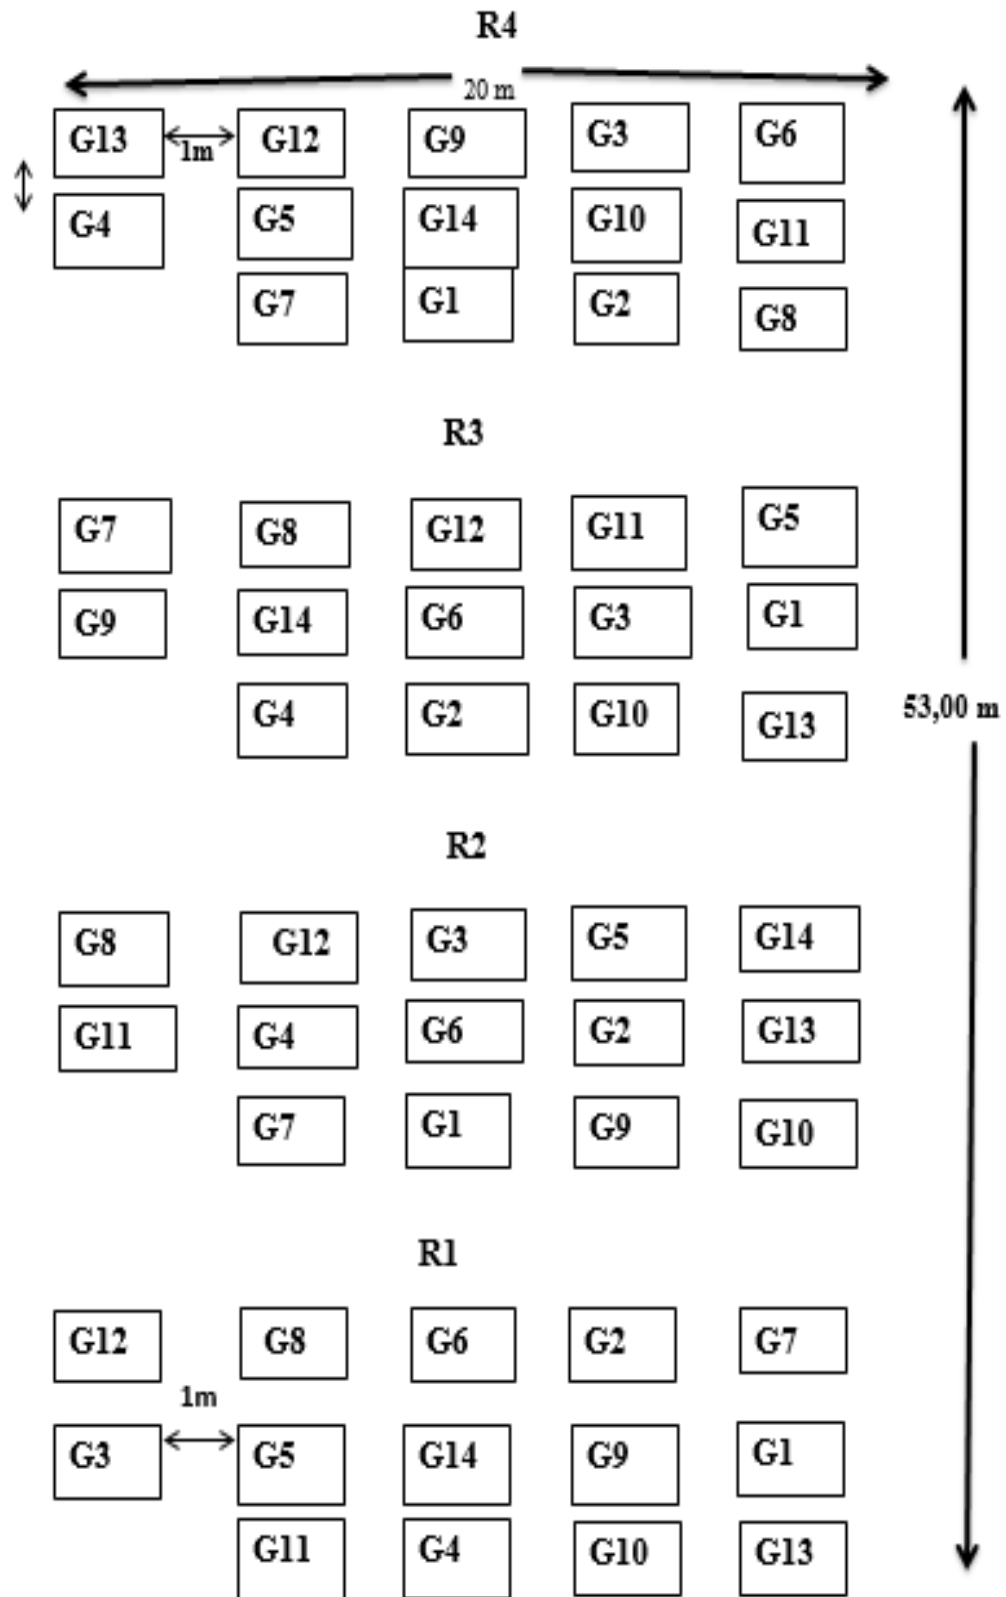 R4
20 m
G13 1m G12 G9 G3 G6
G4 G5 G14 G10 G11
G7 G1 G2 G8
R3
G7 G8 G12 G11 G5
G9 G14 G6 G3 G1
G4 G2 G10 G13
53,00 m
R2
G8 G12 G3 G5 G14
G11 G4 G6 G2 G13
G7 G1 G9 G10
R1
G12 G8 G6 G2 G7
1m
G3 G5 G14 G9 G1
G11 G4 G10 G13